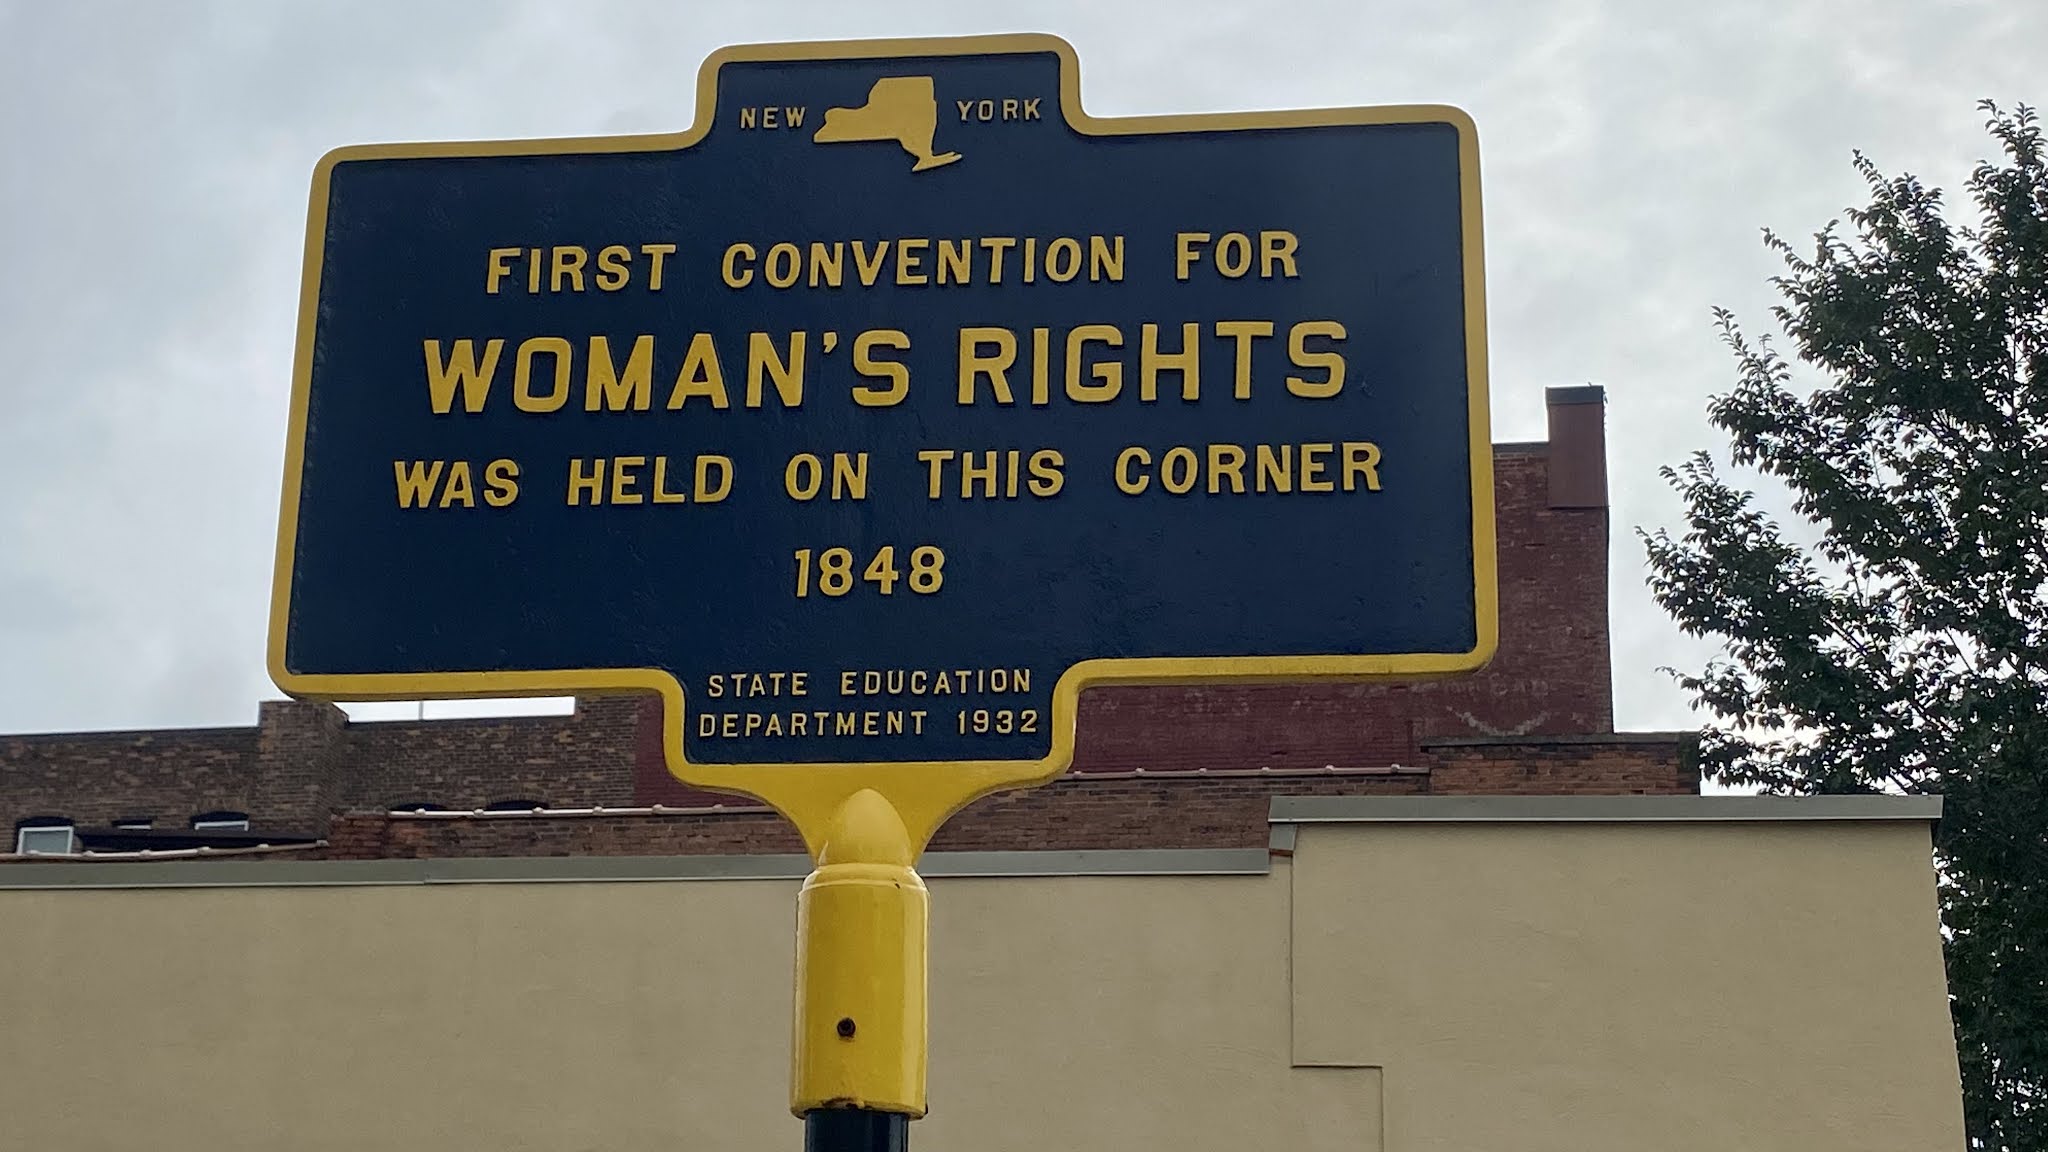 NEW YORK
FIRST CONVENTION FOR
WOMAN'S RIGHTS
WAS HELD ON THIS CORNER
1848
STATE EDUCATION
DEPARTMENT 1932